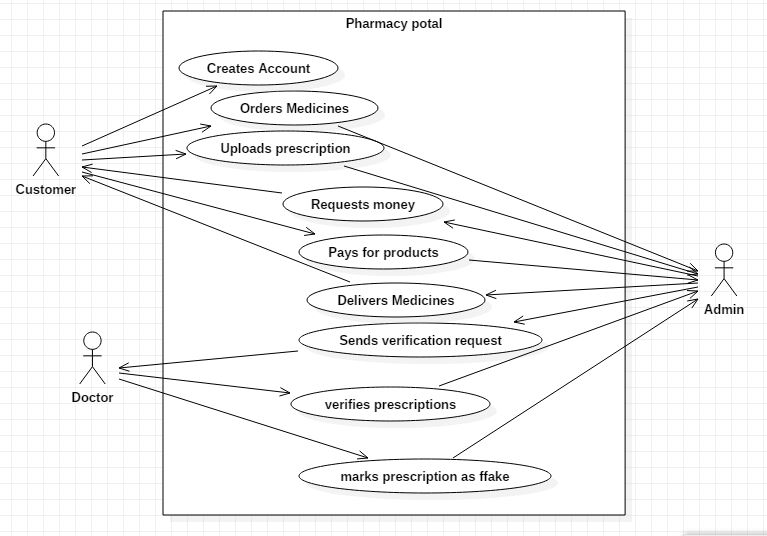 Pharmacy potal
Creates Account
Orders Medicines
Uploads prescription
Customer
Requests money
Pays for products
Delivers Medicines
Admin
Sends verification request
Doctor
verifies prescriptions
marks prescription as ffake